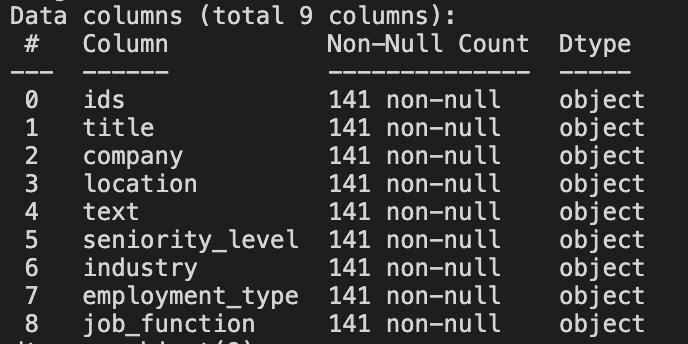 Data columns (total 9 columns):
 #   Column            Non-Null Count  Dtype
---  ------            --------------  -----
 0   ids               141 non-null    object
 1   title             141 non-null    object
 2   company           141 non-null    object
 3   location          141 non-null    object
 4   text              141 non-null    object
 5   seniority_level   141 non-null    object
 6   industry          141 non-null    object
 7   employment_type   141 non-null    object
 8   job_function      141 non-null    object